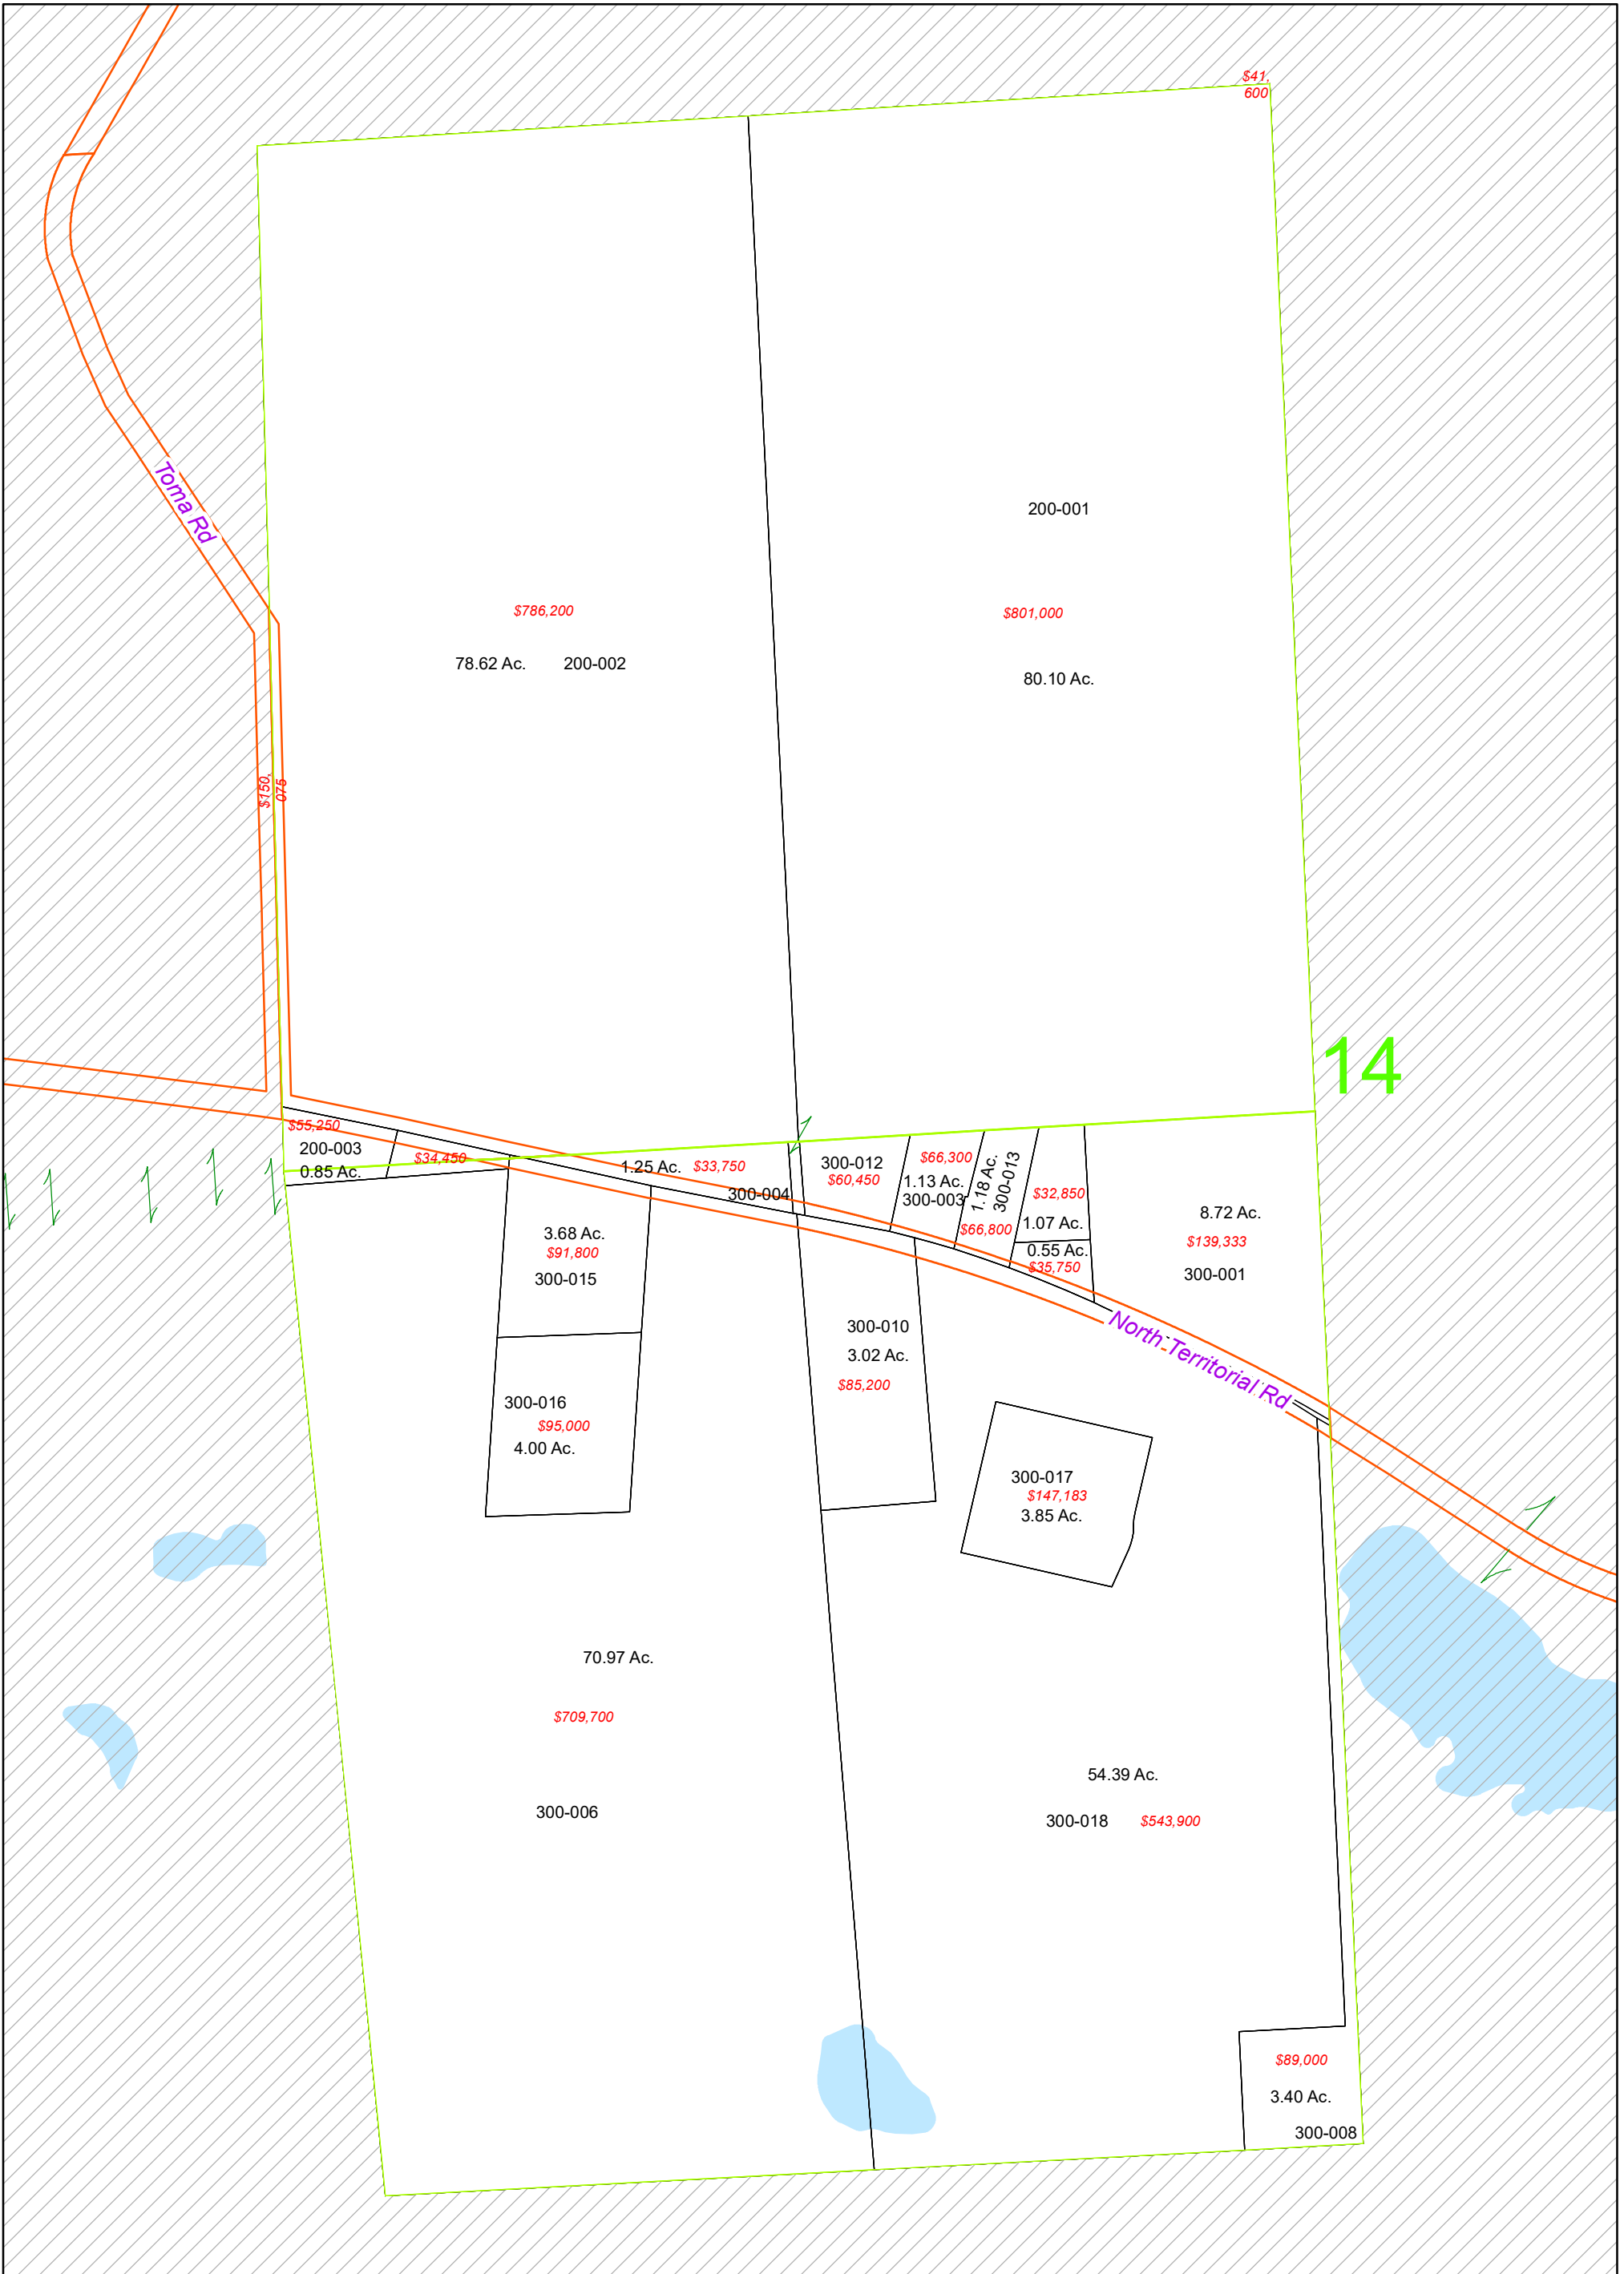 $41,
600
200-001
$786,200
$801,000
78.62 Ac.
200-002
80.10 Ac.
Toma Rd
$150,
075
14
$55,250
200-003
0.85 Ac.
$34,450
1.25 Ac.
$33,750
300-004
300-012
$60,450
$66,300
1.13 Ac.
300-003
1.18 Ac.
300-013
$66,800
$32,850
1.07 Ac.
0.55 Ac.
$35,750
8.72 Ac.
$139,333
300-001
3.68 Ac.
$91,800
300-015
300-010
3.02 Ac.
$85,200
North Territorial Rd
300-016
$95,000
4.00 Ac.
300-017
$147,183
3.85 Ac.
70.97 Ac.
$709,700
300-006
54.39 Ac.
300-018
$543,900
$89,000
3.40 Ac.
300-008